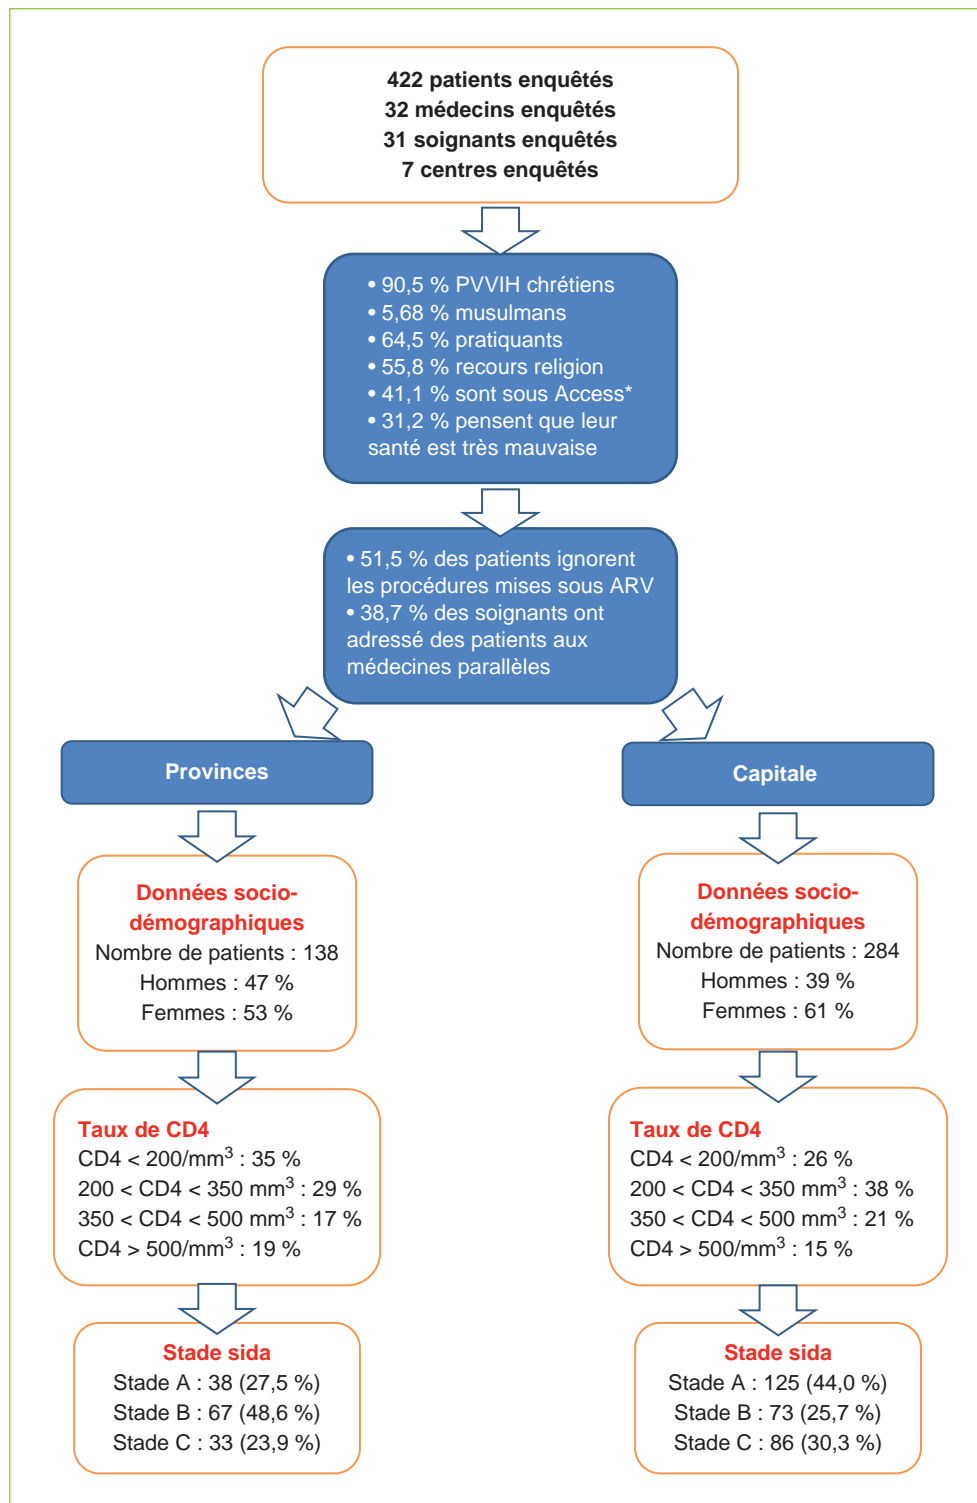 422 patients enquêtés
32 médecins enquêtés
31 soignants enquêtés
7 centres enquêtés
• 90,5 % PVVIH chrétiens
• 5,68 % musulmans
• 64,5 % pratiquants
• 55,8 % recours religion
• 41,1 % sont sous Access*
• 31,2 % pensent que leur
santé est très mauvaise
• 51,5 % des patients ignorent
les procédures mises sous ARV
• 38,7 % des soignants ont
adressé des patients aux
médecines parallèles
Provinces
Données socio-
démographiques
Nombre de patients : 138
Hommes : 47 %
Femmes : 53 %
Taux de CD4
CD4 < 200/mm³ : 35 %
200 < CD4 < 350 mm³ : 29 %
350 < CD4 < 500 mm³ : 17 %
CD4 > 500/mm³ : 19 %
Stade sida
Stade A : 38 (27,5 %)
Stade B : 67 (48,6 %)
Stade C : 33 (23,9 %)
Capitale
Données socio-
démographiques
Nombre de patients : 284
Hommes : 39 %
Femmes : 61 %
Taux de CD4
CD4 < 200/mm³ : 26 %
200 < CD4 < 350 mm³ : 38 %
350 < CD4 < 500 mm³ : 21 %
CD4 > 500/mm³ : 15 %
Stade sida
Stade A : 125 (44,0 %)
Stade B : 73 (25,7 %)
Stade C : 86 (30,3 %)